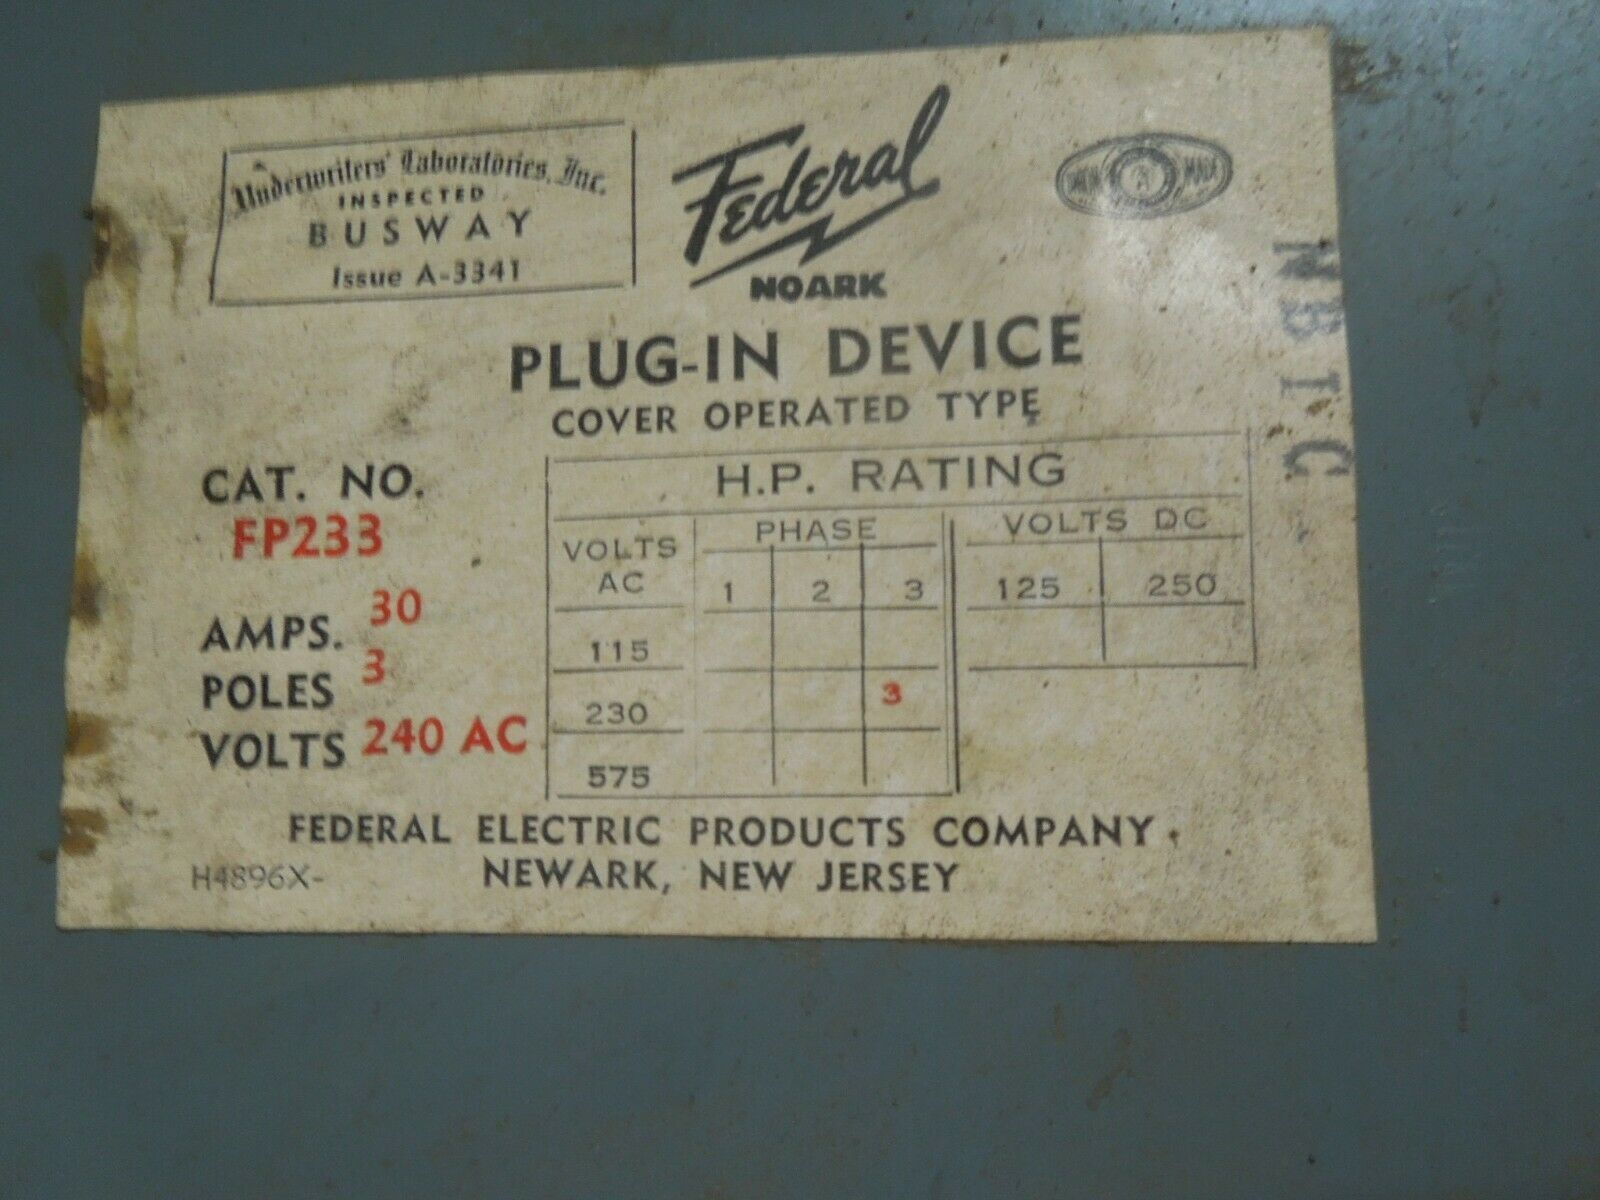 Underwriters' Laboratories, Inc.
INSPECTED
BUSWAY
Issue A-3341
Federal
NOARK
UNION MADE
NBTC
PLUG-IN DEVICE
COVER OPERATED TYPE
CAT. NO.
FP233
AMPS. 30
POLES 3
VOLTS 240 AC
H.P. RATING
VOLTS AC
PHASE
1 2 3
VOLTS DC
125 250
115
230 3
575
FEDERAL ELECTRIC PRODUCTS COMPANY
NEWARK, NEW JERSEY
H4896X-